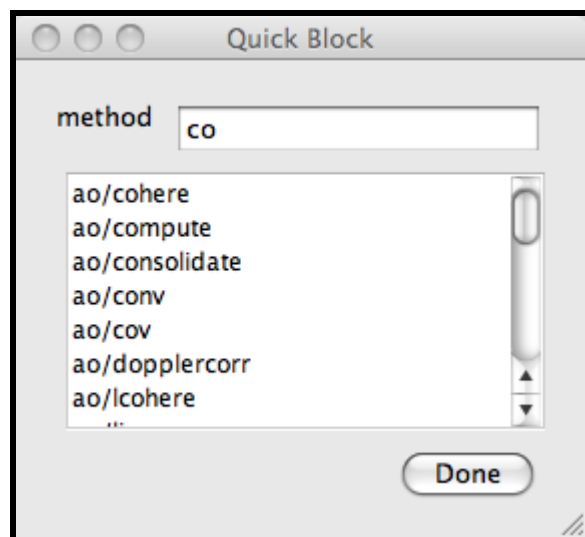 Quick Block
method
co
ao/cohere
ao/compute
ao/consolidate
ao/conv
ao/cov
ao/dopplercorr
ao/lcohere
Done